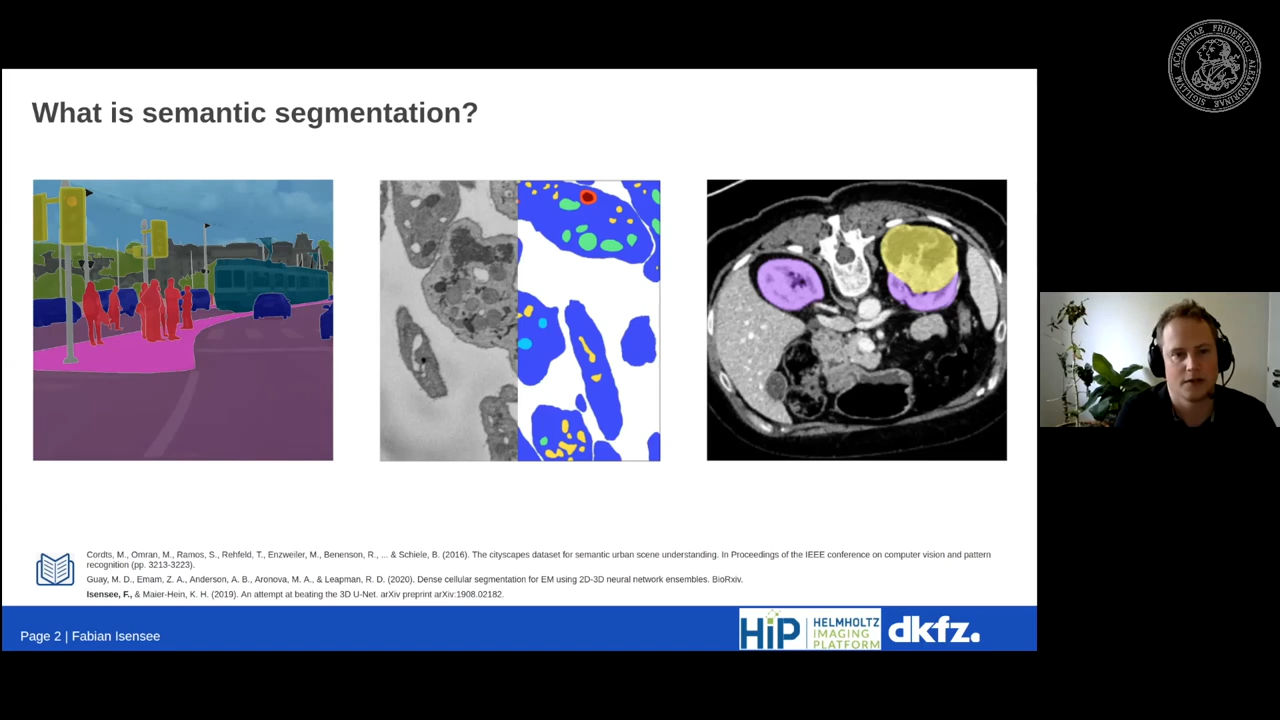 What is semantic segmentation?
Cordts, M., Omran, M., Ramos, S., Rehfeld, T., Enzweiler, M., Benenson, R., ... & Schiele, B. (2016). The cityscapes dataset for semantic urban scene understanding. In Proceedings of the IEEE conference on computer vision and pattern
recognition (pp. 3213-3223).
Guay, M. D., Emam, Z. A., Anderson, A. B., Aronova, M. A., & Leapman, R. D. (2020). Dense cellular segmentation for EM using 2D-3D neural network ensembles. BioRxiv.
Isensee, F., & Maier-Hein, K. H. (2019). An attempt at beating the 3D U-Net. arXiv preprint arXiv:1908.02182.
Page 2 | Fabian Isensee
HiP
HELMHOLTZ
IMAGING
PLATFORM
dkfz.
ACADEMIAE FRIDERICO ALEXANDRINAE SIGILLVM